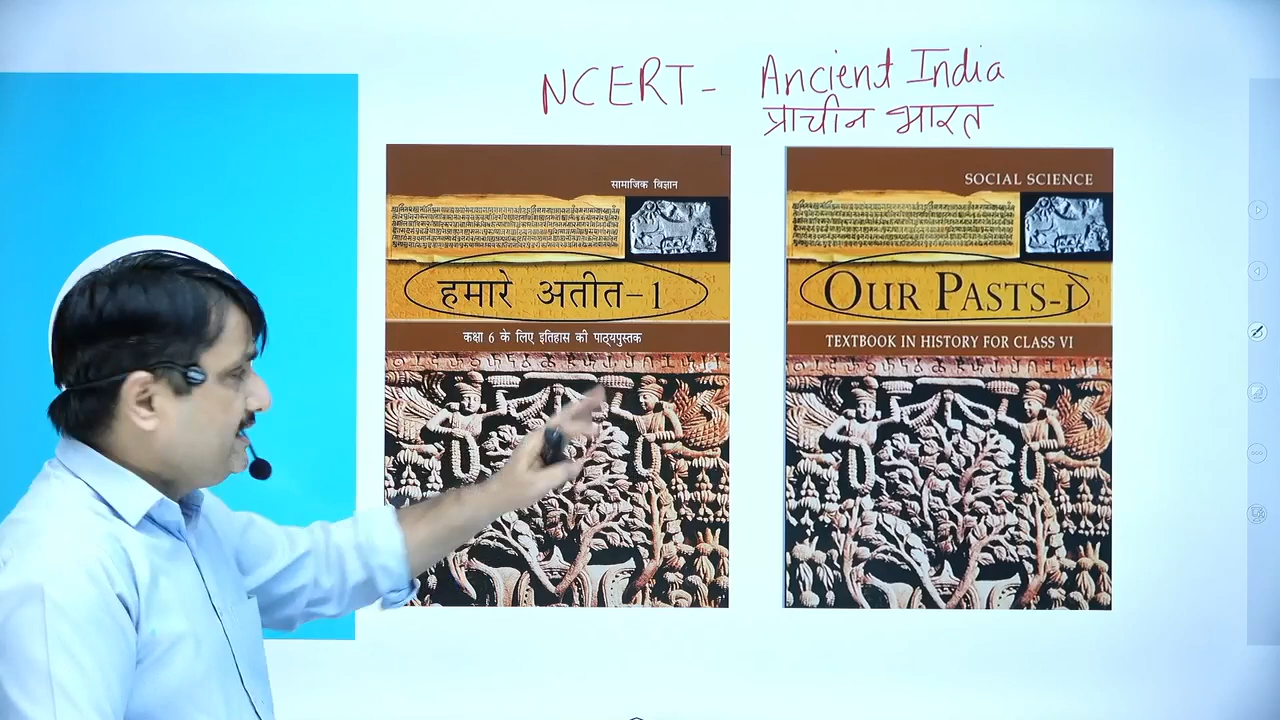 NCERT - Ancient India
प्राचीन भारत
सामाजिक विज्ञान
हमारे अतीत-1
कक्षा 6 के लिए इतिहास की पाठ्यपुस्तक
SOCIAL SCIENCE
OUR PASTS-I
TEXTBOOK IN HISTORY FOR CLASS VI